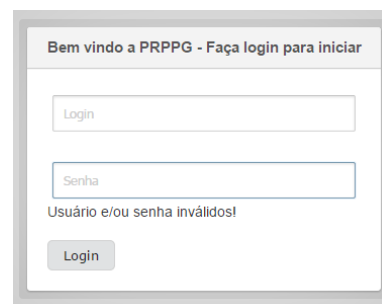 Bem vindo a PRPPG - Faça login para iniciar
Login
Senha
Usuário e/ou senha inválidos!
Login